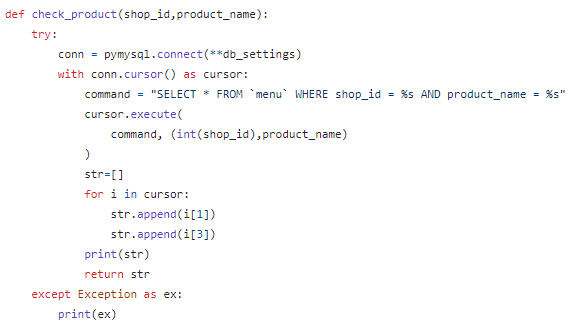 def check_product(shop_id,product_name):
    try:
        conn = pymysql.connect(**db_settings)
        with conn.cursor() as cursor:
            command = "SELECT * FROM `menu` WHERE shop_id = %s AND product_name = %s"
            cursor.execute(
                command, (int(shop_id),product_name)
            )
            str=[]
            for i in cursor:
                str.append(i[1])
                str.append(i[3])
            print(str)
            return str
    except Exception as ex:
        print(ex)